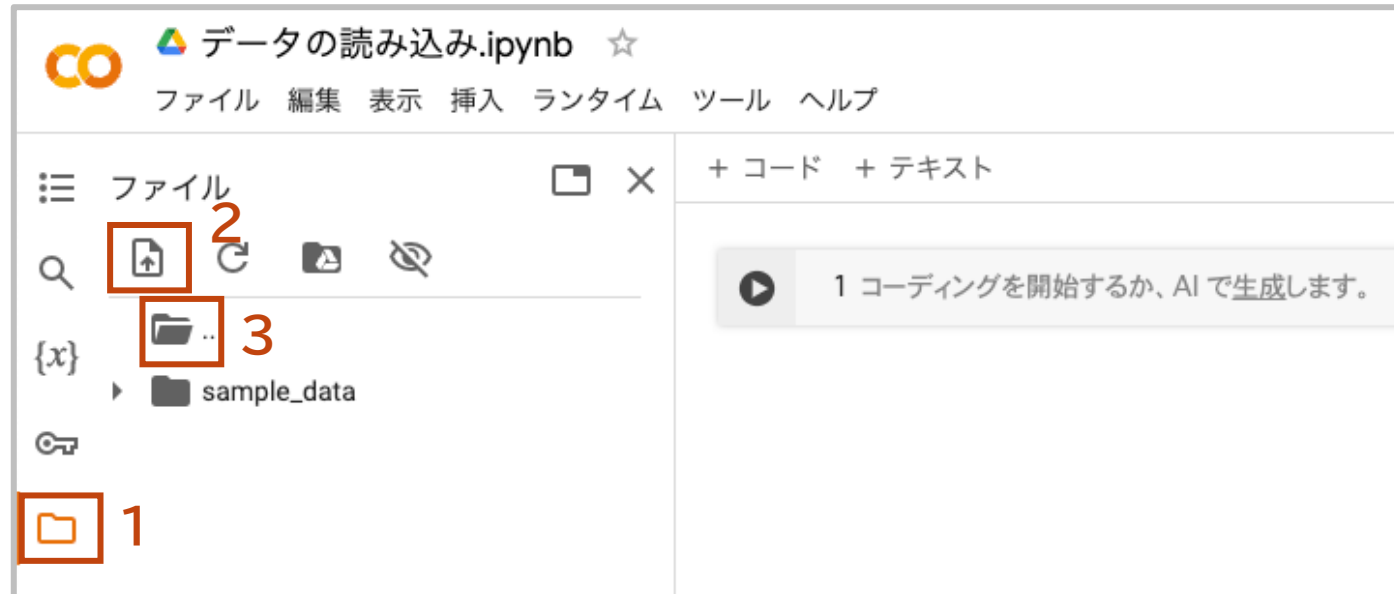 データの読み込み.ipynb
ファイル 編集 表示 挿入 ランタイム ツール ヘルプ
ファイル
+ コード + テキスト
2
1 コーディングを開始するか、AI で生成します。
.. 3
{x}
sample_data
1